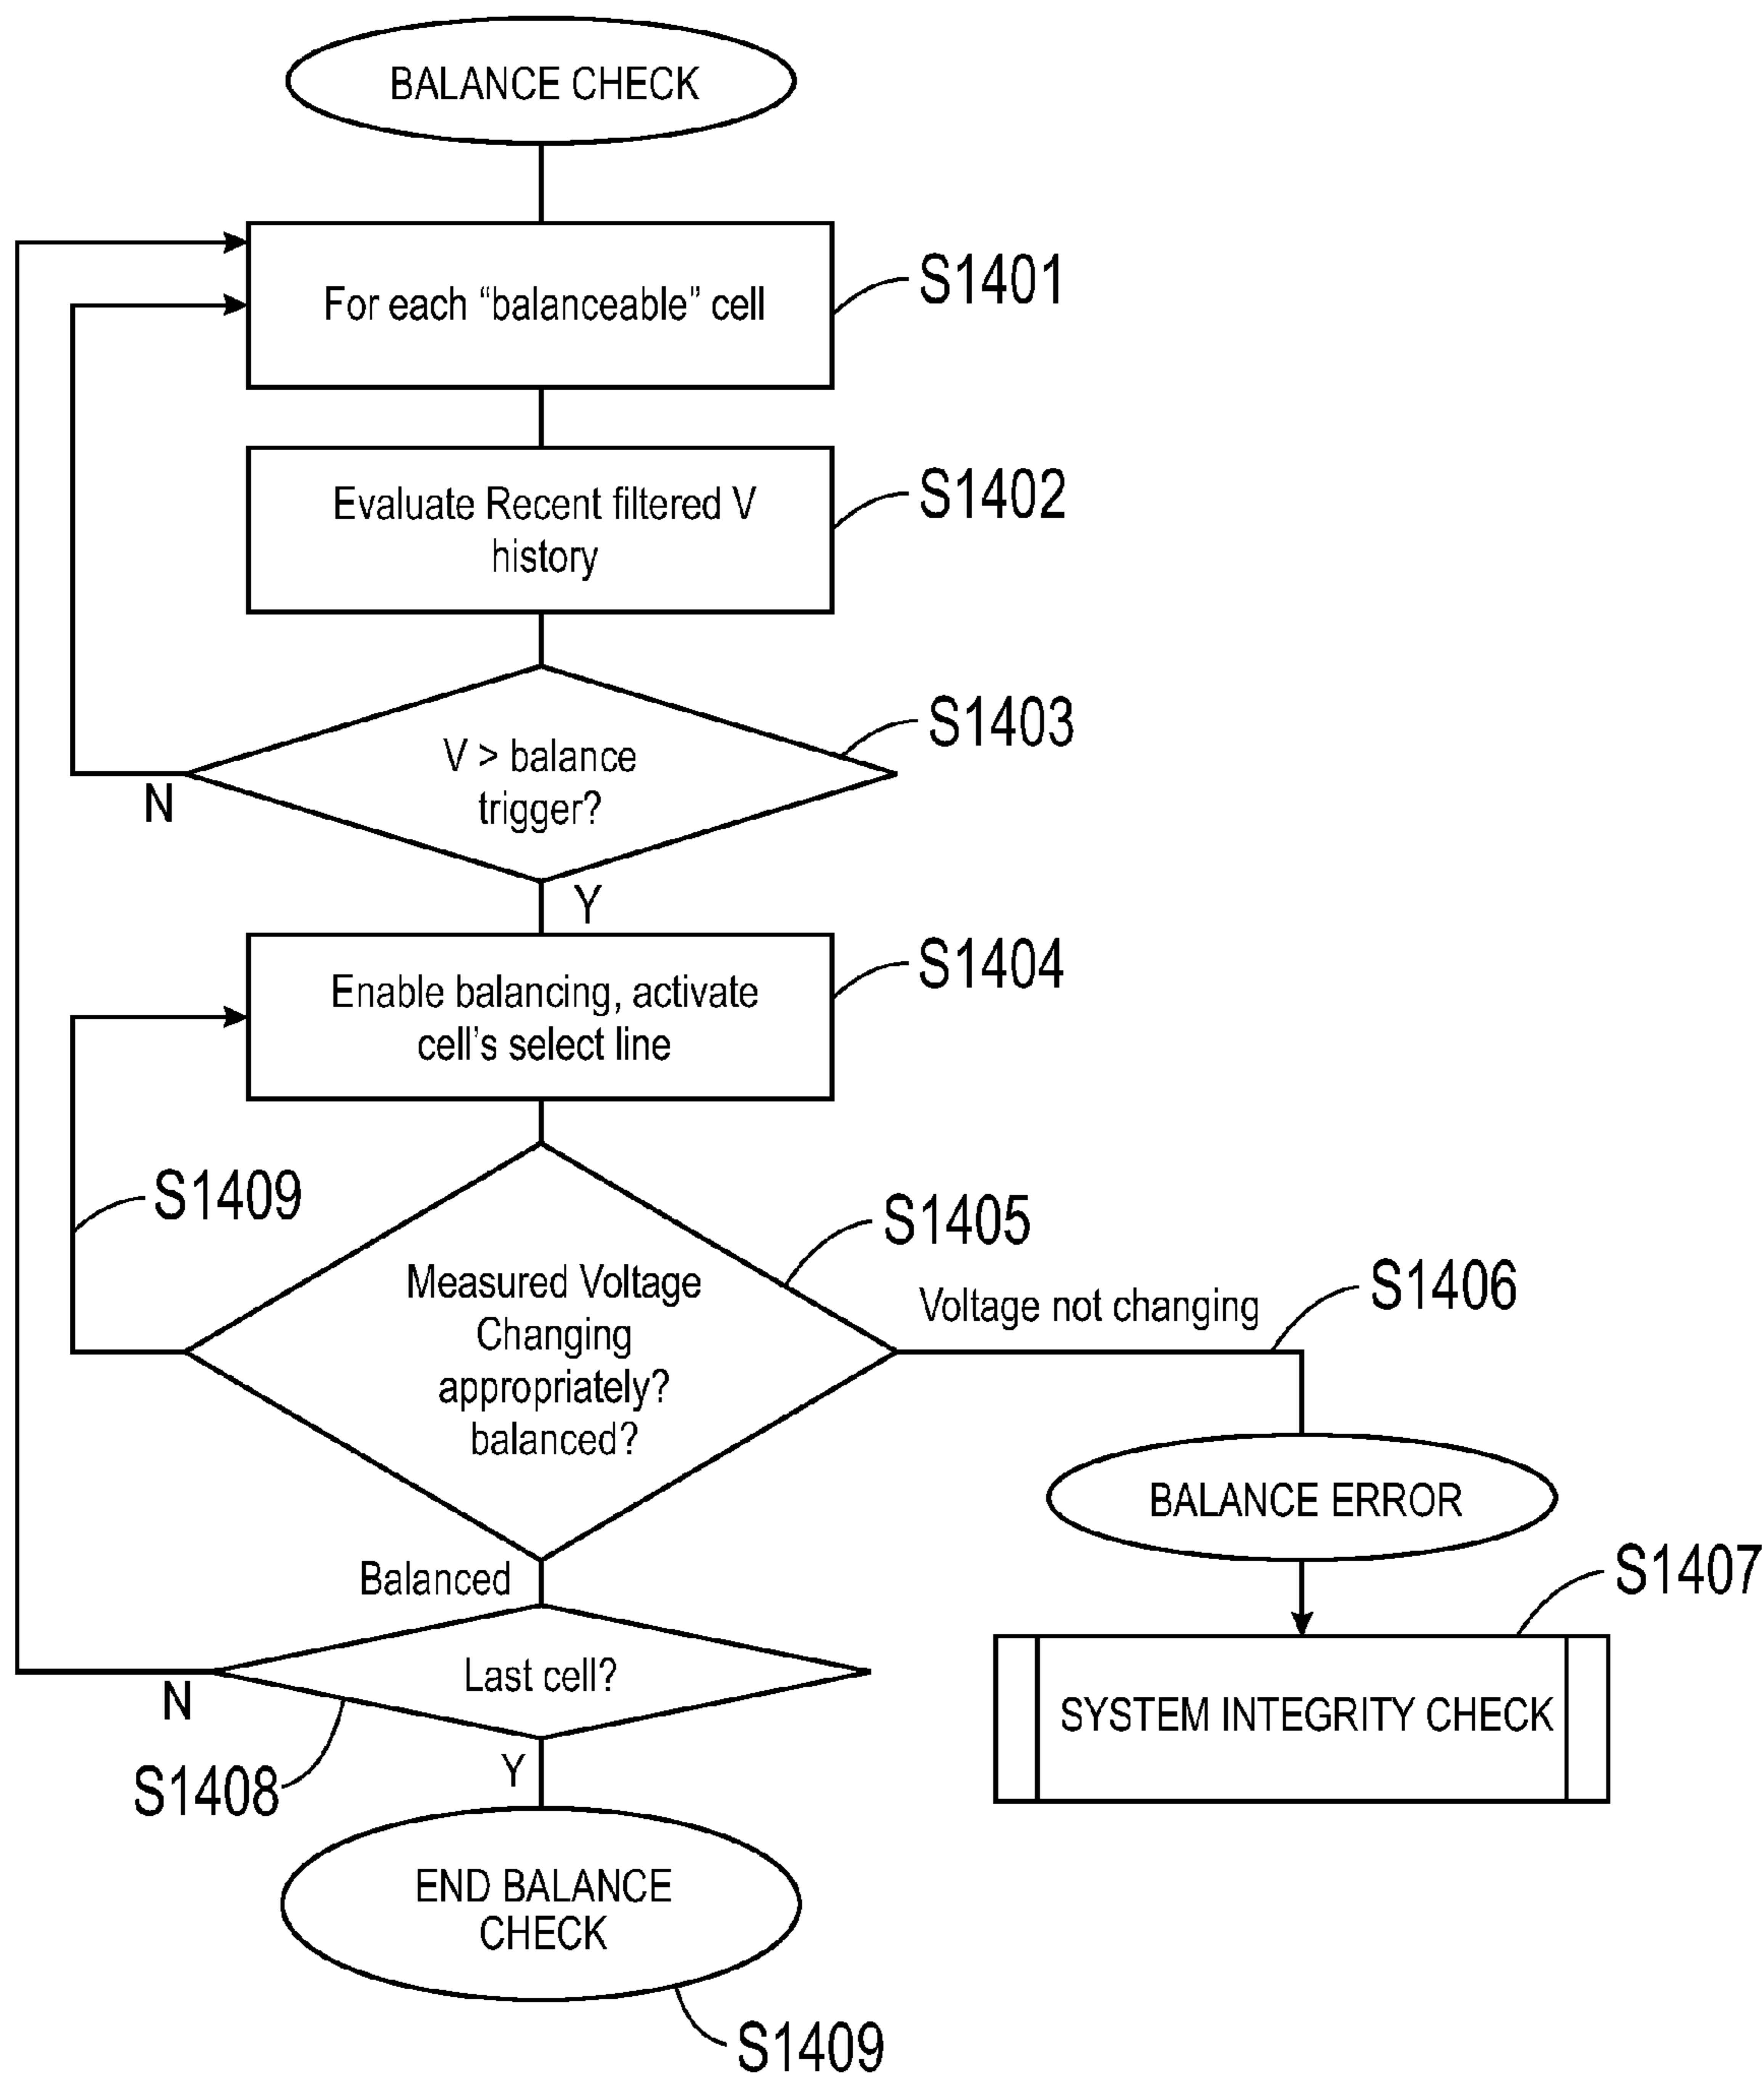 BALANCE CHECK
For each “balanceable” cell
S1401
Evaluate Recent filtered V
history
S1402
V > balance
trigger?
S1403
N
Y
Enable balancing, activate
cell’s select line
S1404
S1409
Measured Voltage
Changing
appropriately?
balanced?
S1405
Voltage not changing
S1406
BALANCE ERROR
Balanced
S1407
SYSTEM INTEGRITY CHECK
Last cell?
N
S1408
Y
END BALANCE
CHECK
S1409